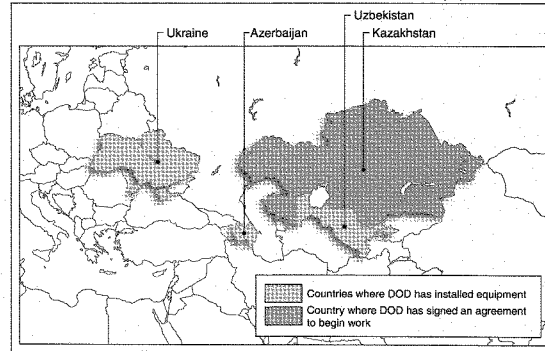 Uzbekistan
Ukraine
Azerbaijan
Kazakhstan
Countries where DOD has installed equipment
Country where DOD has signed an agreement
to begin work